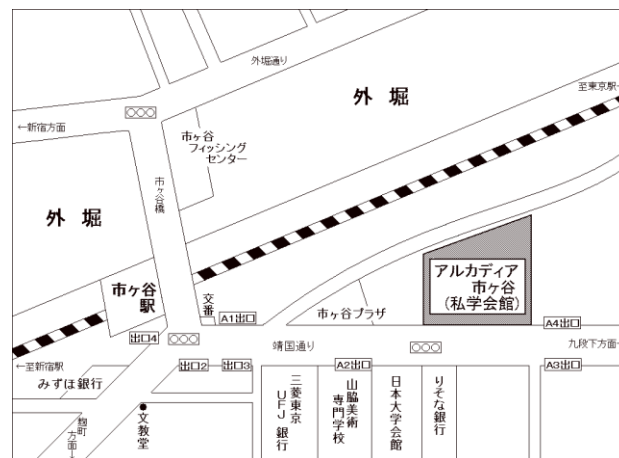 外堀通り
外 堀
至東京駅→
←新宿方面
市ヶ谷
フィッシング
センター
市ヶ谷橋
外 堀
アルカディア
市ヶ谷
(私学会館)
市ヶ谷
駅
交番
A1出口
市ヶ谷プラザ
A4出口
出口4
靖国通り
九段下方面→
←至新宿駅
出口2
出口3
A2出口
A3出口
みずほ銀行
麹町
方面→
文教堂
三菱東京
UFJ銀行
山脇美術
専門学校
日本大学会館
りそな銀行